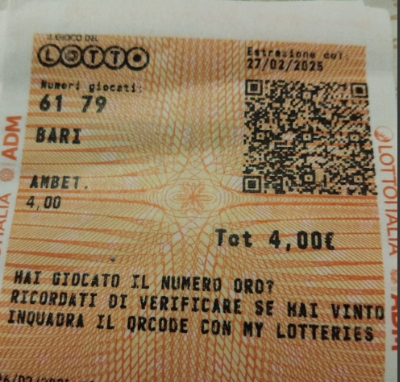 IL GIOCO DEL
LOTTO
Estrazione del:
27/02/2025
Numeri giocati:
61 79
BARI
AMBET.
4,00
Tot 4,00€
HAI GIOCATO IL NUMERO ORO?
RICORDATI DI VERIFICARE SE HAI VINTO
INQUADRA IL QRCODE CON MY LOTTERIES
ITALIA ADM
LOTTOITALIA ADM